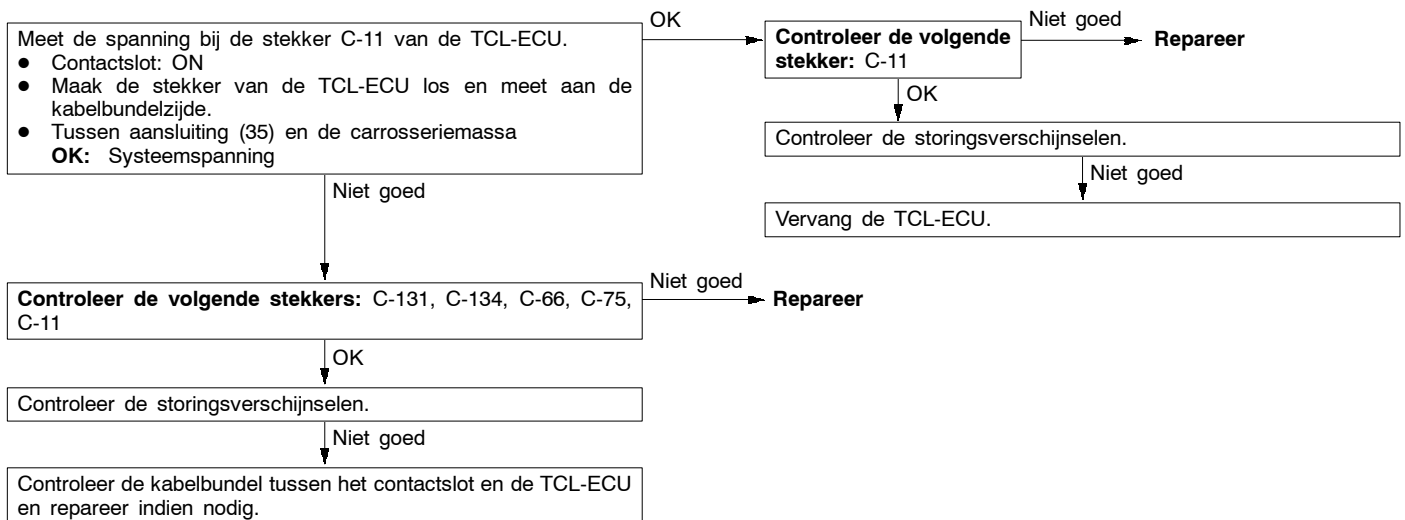 Meet de spanning bij de stekker C-11 van de TCL-ECU.
● Contactslot: ON
● Maak de stekker van de TCL-ECU los en meet aan de
kabelbundelzijde.
● Tussen aansluiting (35) en de carrosseriemassa
OK: Systeemspanning
OK
Controleer de volgende
stekker: C-11
Niet goed
Repareer
OK
Controleer de storingsverschijnselen.
Niet goed
Vervang de TCL-ECU.
Niet goed
Controleer de volgende stekkers: C-131, C-134, C-66, C-75,
C-11
Niet goed
Repareer
OK
Controleer de storingsverschijnselen.
Niet goed
Controleer de kabelbundel tussen het contactslot en de TCL-ECU
en repareer indien nodig.